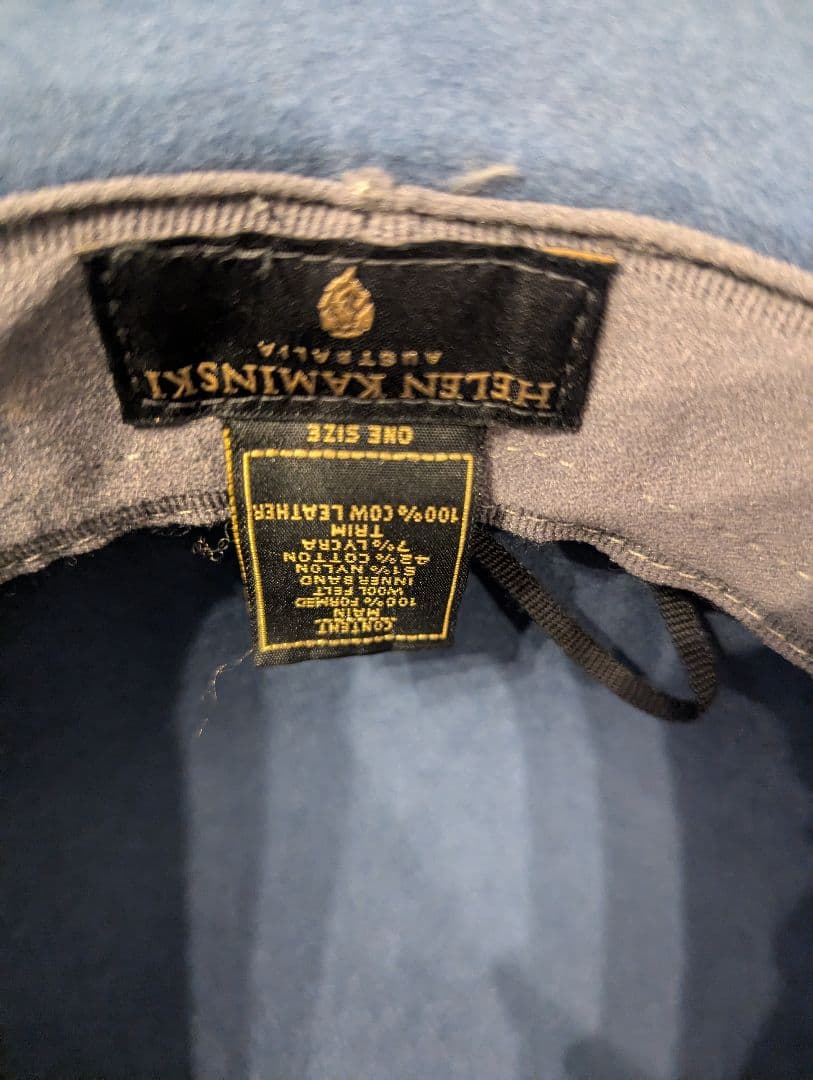 HELEN KAMINSKI
AUSTRALIA
ONE SIZE
CONTENT
MAIN
100% FORMED
WOOL FELT
INNER BAND
51% NYLON
42% COTTON
7% LYCRA
TRIM
100% COW LEATHER